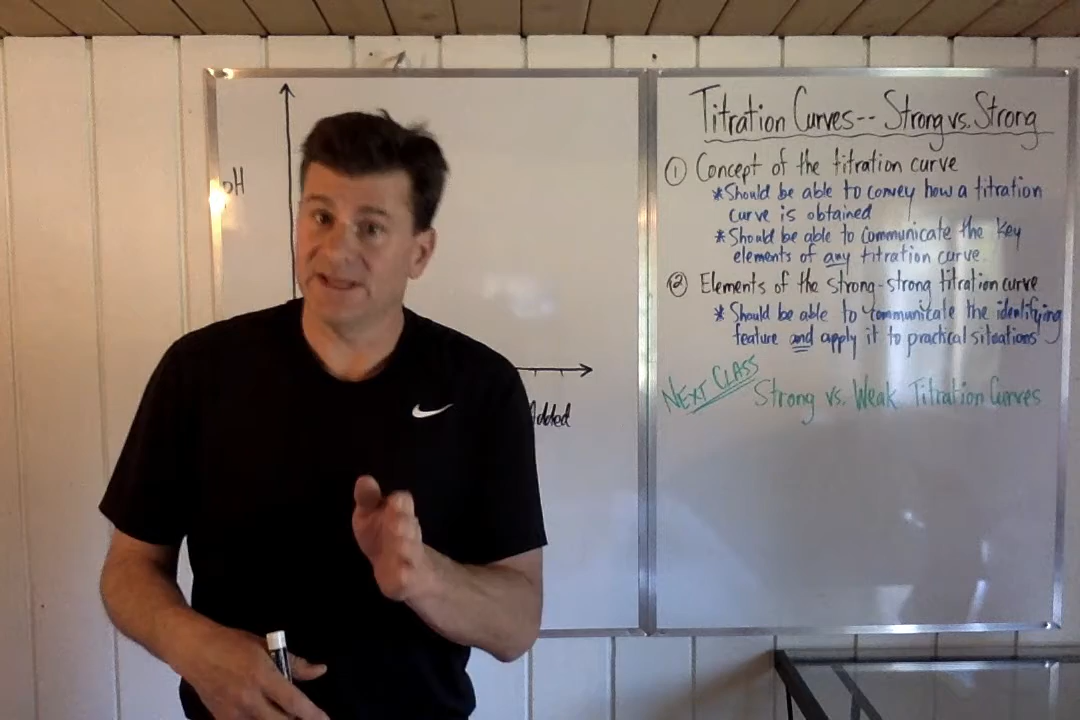 pH
Added
Titration Curves-- Strong vs. Strong
① Concept of the titration curve
*Should be able to convey how a titration
curve is obtained
*Should be able to communicate the key
elements of any titration curve
② Elements of the strong-strong titration curve
*Should be able to communicate the identifying
feature and apply it to practical situations
NEXT CLASS Strong vs. Weak Titration Curves